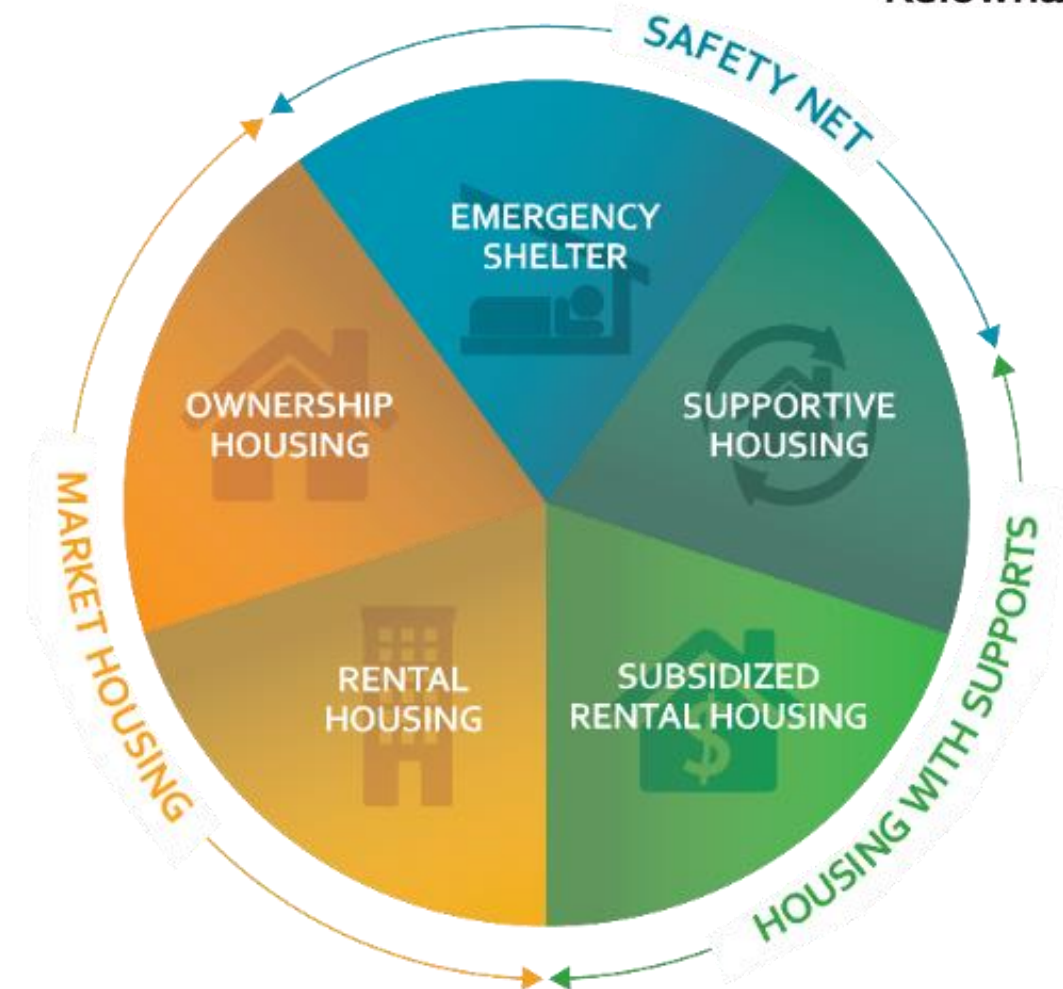 SAFETY NET
EMERGENCY
SHELTER
OWNERSHIP
HOUSING
SUPPORTIVE
HOUSING
MARKET HOUSING
RENTAL
HOUSING
SUBSIDIZED
RENTAL HOUSING
$
HOUSING WITH SUPPORTS